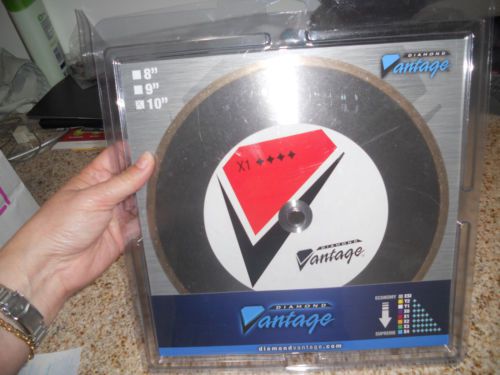 DIAMOND
Vantage
8"
9"
10"
X1
DIAMOND
Vantage
DIAMOND
Vantage
ECONOMY
SUPREME
diamondvantage.com